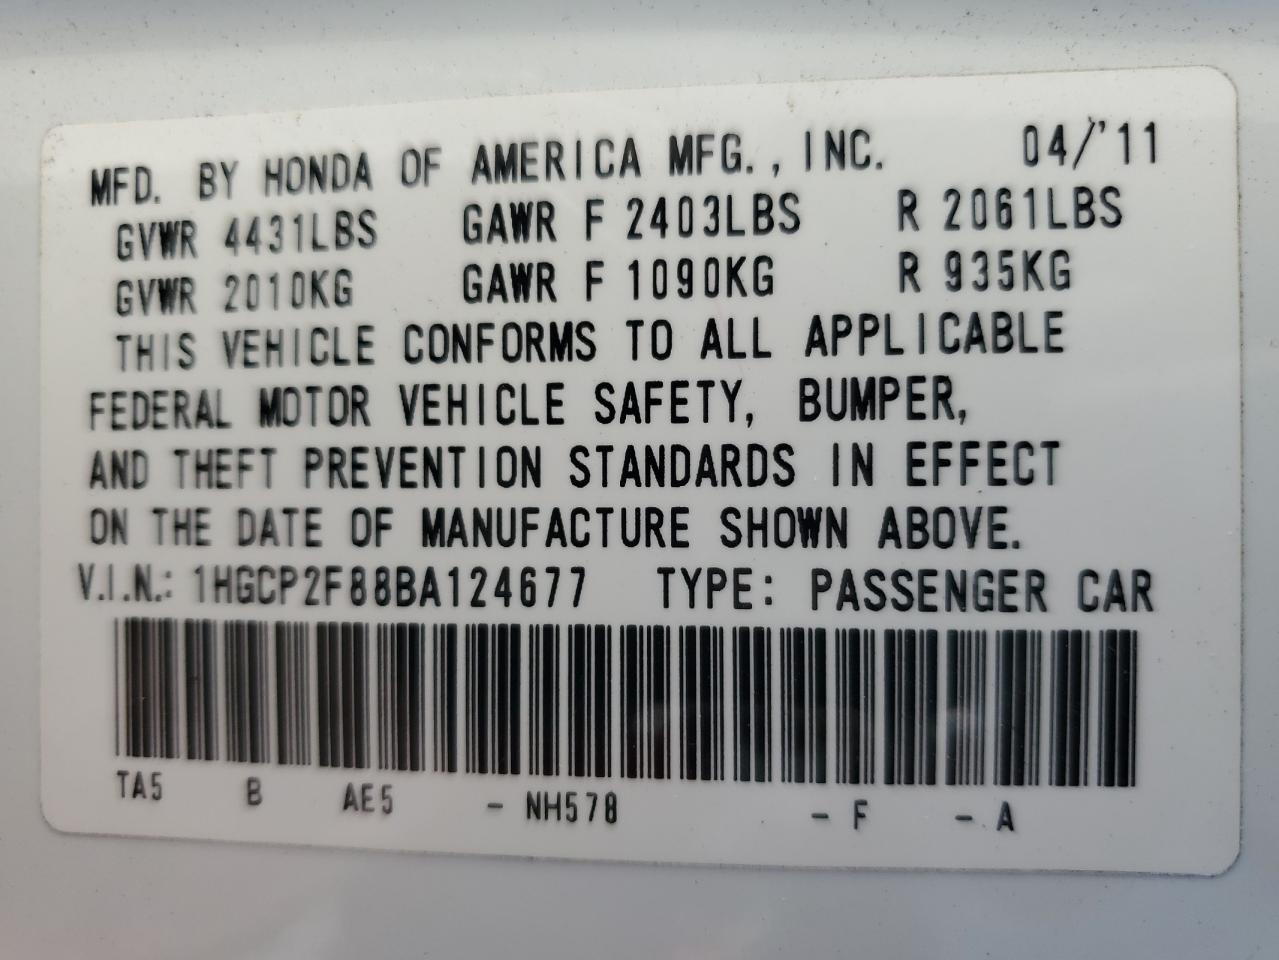 MFD. BY HONDA OF AMERICA MFG., INC. 04/'11
GVWR 4431LBS GAWR F 2403LBS R 2061LBS
GVWR 2010KG GAWR F 1090KG R 935KG
THIS VEHICLE CONFORMS TO ALL APPLICABLE
FEDERAL MOTOR VEHICLE SAFETY, BUMPER,
AND THEFT PREVENTION STANDARDS IN EFFECT
ON THE DATE OF MANUFACTURE SHOWN ABOVE.
V.I.N.: 1HGCP2F88BA124677 TYPE: PASSENGER CAR
TA5 B AE5 - NH578 - F - A